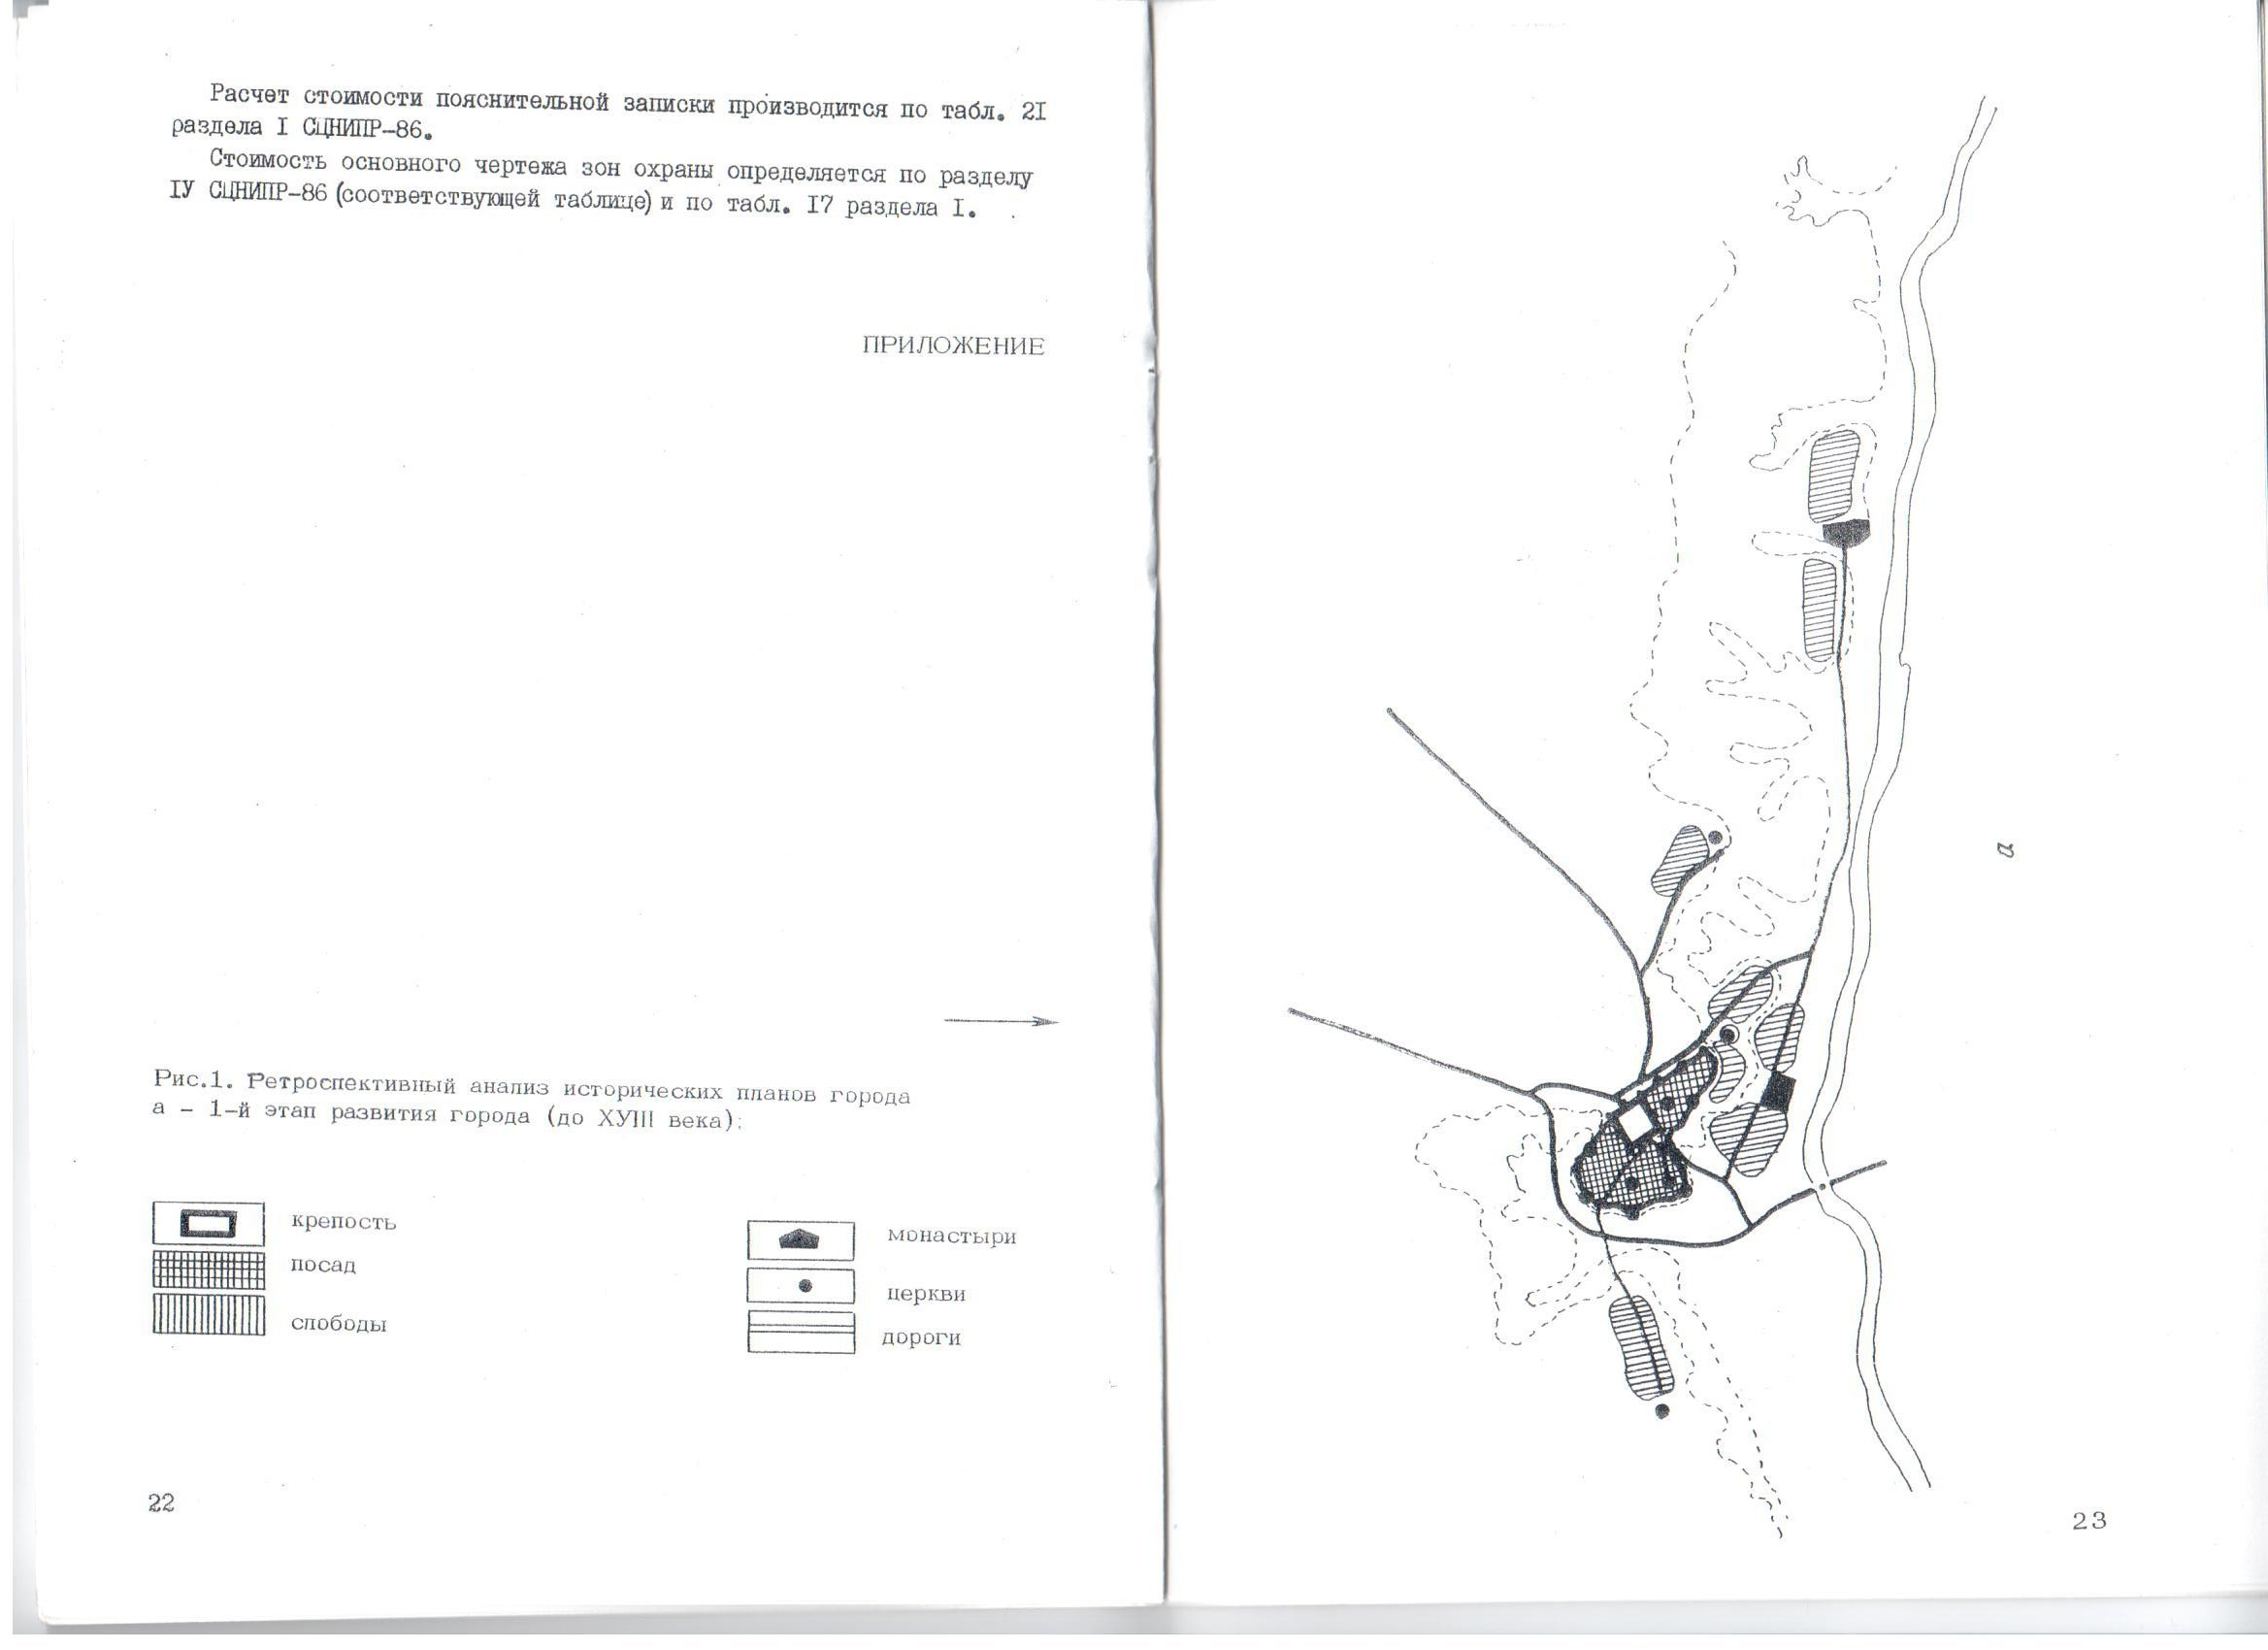 Расчет стоимости пояснительной записки производится по табл. 2I
раздела I СЦНИПР-86.
Стоимость основного чертежа зон охраны определяется по разделу
IУ СЦНИПР-86 (соответствующей таблице) и по табл. I7 раздела I.
ПРИЛОЖЕНИЕ
Рис.1. Ретроспективный анализ исторических планов города
а - 1-й этап развития города (до ХУIII века):
крепость
посад
слободы
монастыри
церкви
дороги
22
а
23